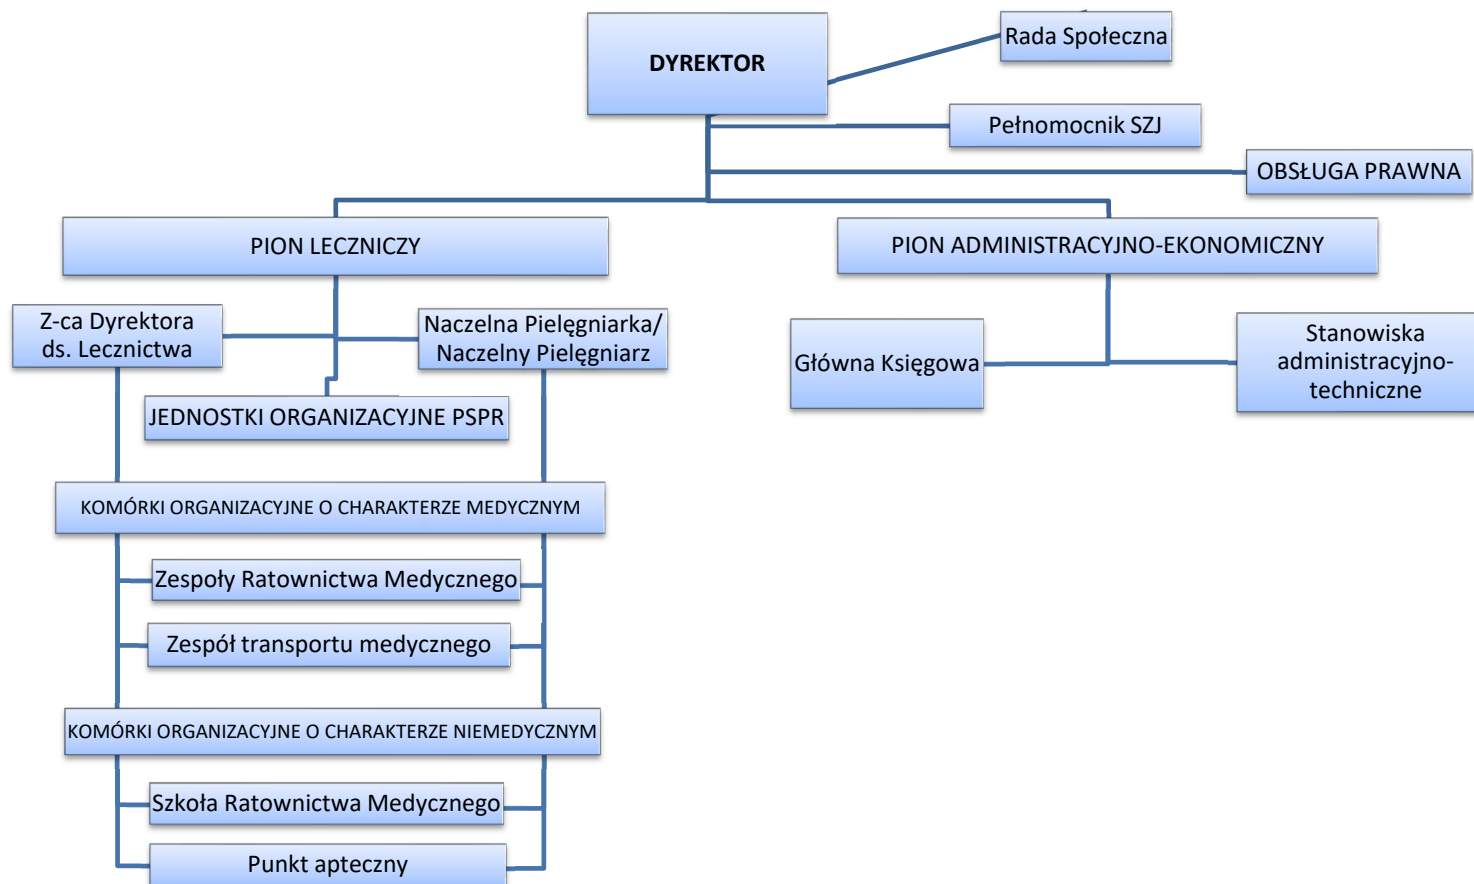 DYREKTOR
Rada Społeczna
Pełnomocnik SZJ
OBSŁUGA PRAWNA
PION LECZNICZY
PION ADMINISTRACYJNO-EKONOMICZNY
Z-ca Dyrektora
ds. Lecznictwa
Naczelna Pielęgniarka/
Naczelny Pielęgniarz
Główna Księgowa
Stanowiska
administracyjno-
techniczne
JEDNOSTKI ORGANIZACYJNE PSPR
KOMÓRKI ORGANIZACYJNE O CHARAKTERZE MEDYCZNYM
Zespoły Ratownictwa Medycznego
Zespół transportu medycznego
KOMÓRKI ORGANIZACYJNE O CHARAKTERZE NIEMEDYCZNYM
Szkoła Ratownictwa Medycznego
Punkt apteczny